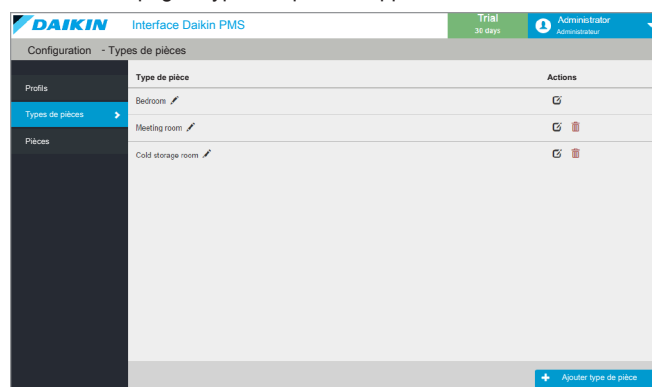 DAIKIN Interface Daikin PMS Trial 30 days Administrator Administrateur
Configuration - Types de pièces
Profils
Types de pièces
Pièces
Type de pièce Actions
Bedroom
Meeting room
Cold storage room
Ajouter type de pièce